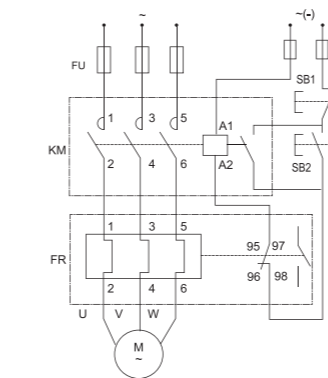 ~ ~(-)
FU SB1
1 3 5 A1
KM
2 4 6 A2 SB2
1 3 5
95 97
FR
96 98
2 4 6
U V W
M
~